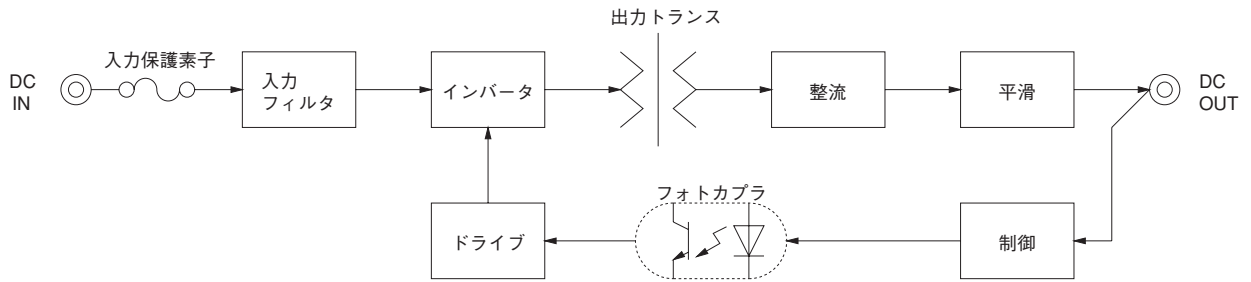 出力トランス
入力保護素子
DC
IN
入力
フィルタ
インバータ
整流
平滑
DC
OUT
フォトカプラ
ドライブ
制御